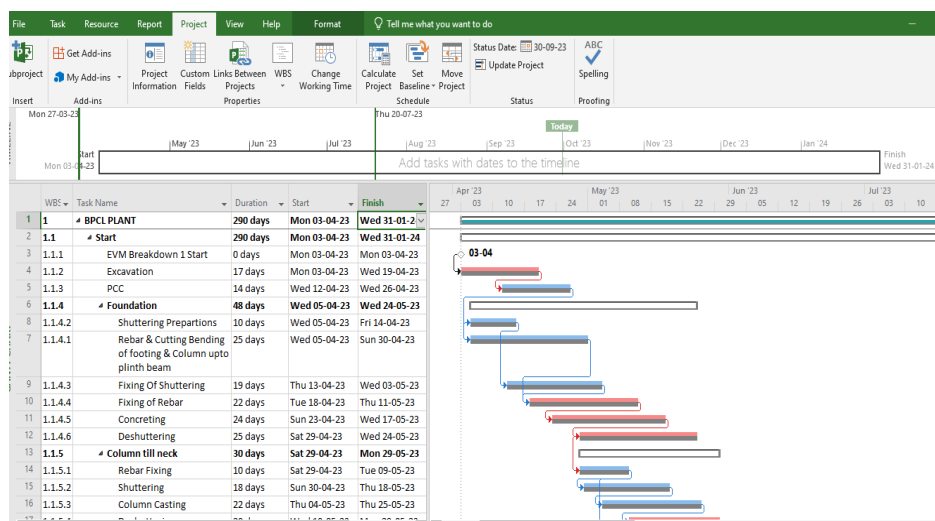 File Task Resource Report Project View Help Format Tell me what you want to do
Get Add-ins
My Add-ins
Project Information
Custom Fields
Links Between Projects
WBS
Change Working Time
Calculate Project
Set Baseline
Move Project
Status Date: 30-09-23
Update Project
ABC
Spelling
Insert Add-ins Properties Schedule Status Proofing
Mon 27-03-23 Thu 20-07-23
Today
May '23 Jun '23 Jul '23 Aug '23 Sep '23 Oct '23 Nov '23 Dec '23 Jan '24
Start
Mon 03-04-23
Add tasks with dates to the timeline
Finish
Wed 31-01-24
Apr '23 May '23 Jun '23 Jul '23
WBS Task Name Duration Start Finish 27 03 10 17 24 01 08 15 22 29 05 12 19 26 03 10
1 1 BPCL PLANT 290 days Mon 03-04-23 Wed 31-01-2
2 1.1 Start 290 days Mon 03-04-23 Wed 31-01-24
3 1.1.1 EVM Breakdown 1 Start 0 days Mon 03-04-23 Mon 03-04-23 03-04
4 1.1.2 Excavation 17 days Mon 03-04-23 Wed 19-04-23
5 1.1.3 PCC 14 days Wed 12-04-23 Wed 26-04-23
6 1.1.4 Foundation 48 days Wed 05-04-23 Wed 24-05-23
8 1.1.4.2 Shuttering Prepartions 10 days Wed 05-04-23 Fri 14-04-23
7 1.1.4.1 Rebar & Cutting Bending 25 days Wed 05-04-23 Sun 30-04-23
of footing & Column upto
plinth beam
9 1.1.4.3 Fixing Of Shuttering 19 days Thu 13-04-23 Wed 03-05-23
10 1.1.4.4 Fixing of Rebar 22 days Tue 18-04-23 Thu 11-05-23
11 1.1.4.5 Concreting 24 days Sun 23-04-23 Wed 17-05-23
12 1.1.4.6 Deshuttering 25 days Sat 29-04-23 Wed 24-05-23
13 1.1.5 Column till neck 30 days Sat 29-04-23 Mon 29-05-23
14 1.1.5.1 Rebar Fixing 10 days Sat 29-04-23 Tue 09-05-23
15 1.1.5.2 Shuttering 18 days Sun 30-04-23 Thu 18-05-23
16 1.1.5.3 Column Casting 22 days Thu 04-05-23 Thu 25-05-23